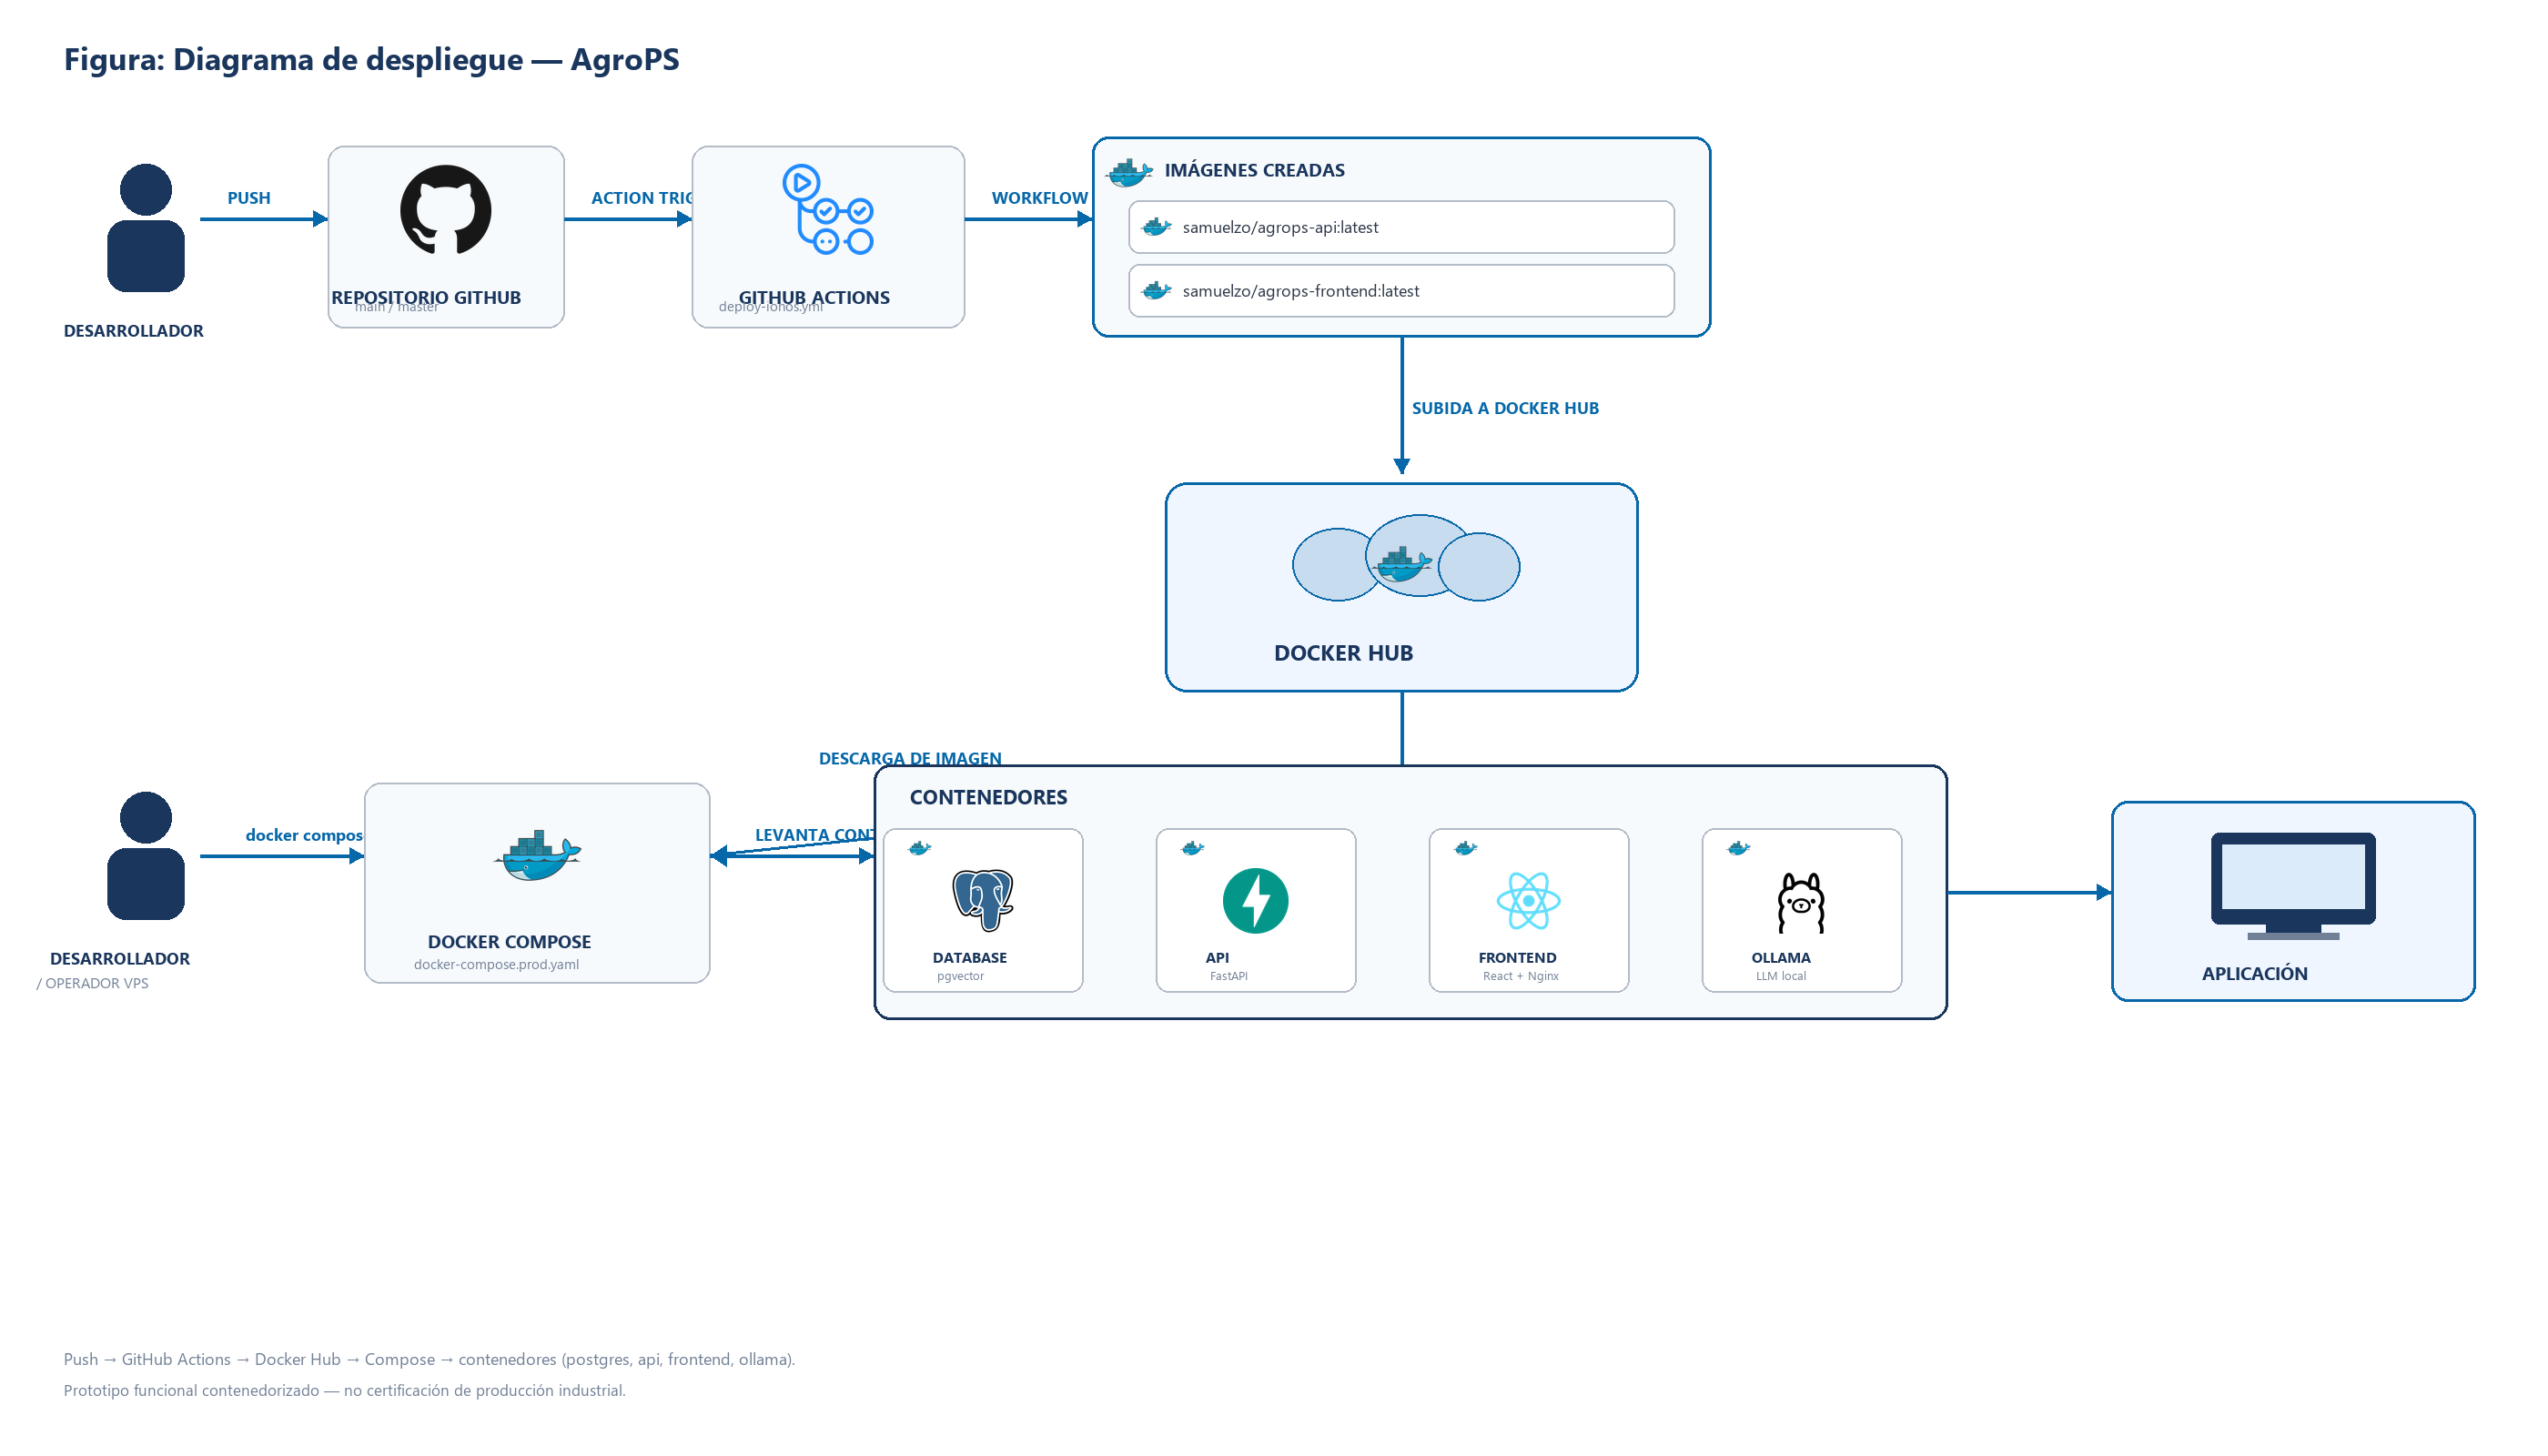 Figura: Diagrama de despliegue — AgroPS
PUSH
ACTION TRIG
WORKFLOW
IMÁGENES CREADAS
samuelzo/agrops-api:latest
samuelzo/agrops-frontend:latest
REPOSITORIO GITHUB
main / master
GITHUB ACTIONS
deploy-ionos.yml
DESARROLLADOR
SUBIDA A DOCKER HUB
DOCKER HUB
DESCARGA DE IMAGEN
CONTENEDORES
docker compos
LEVANTA CONT
DOCKER COMPOSE
docker-compose.prod.yaml
DESARROLLADOR
/ OPERADOR VPS
DATABASE
pgvector
API
FastAPI
FRONTEND
React + Nginx
OLLAMA
LLM local
APLICACIÓN
Push → GitHub Actions → Docker Hub → Compose → contenedores (postgres, api, frontend, ollama).
Prototipo funcional contenedorizado — no certificación de producción industrial.